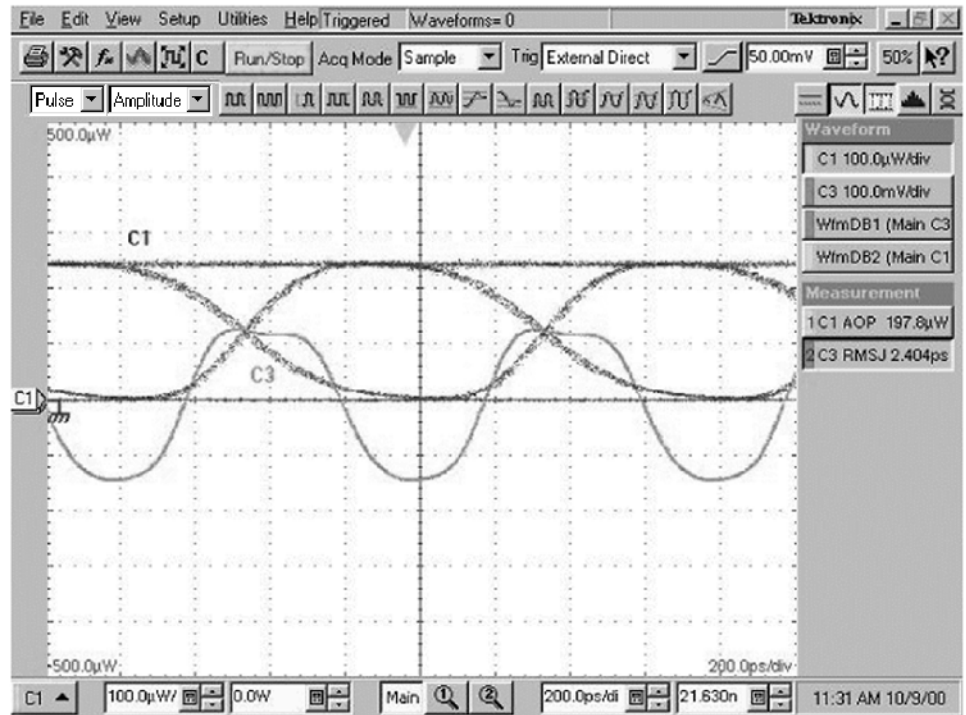 File Edit View Setup Utilities Help Triggered Waveforms= 0 Tektronix
C Run/Stop Acq Mode Sample Trig External Direct 50.00mV 50% ?
Pulse Amplitude
500.0µW
Waveform
C1 100.0µW/div
C3 100.0mV/div
WfmDB1 (Main C3
WfmDB2 (Main C1
Measurement
1 C1 AOP 197.8µW
2 C3 RMSJ 2.404ps
C1
C3
C1
-500.0µW 200.0ps/div
C1 100.0µW/ 0.0W Main 1 2 200.0ps/di 21.630n 11:31 AM 10/9/00